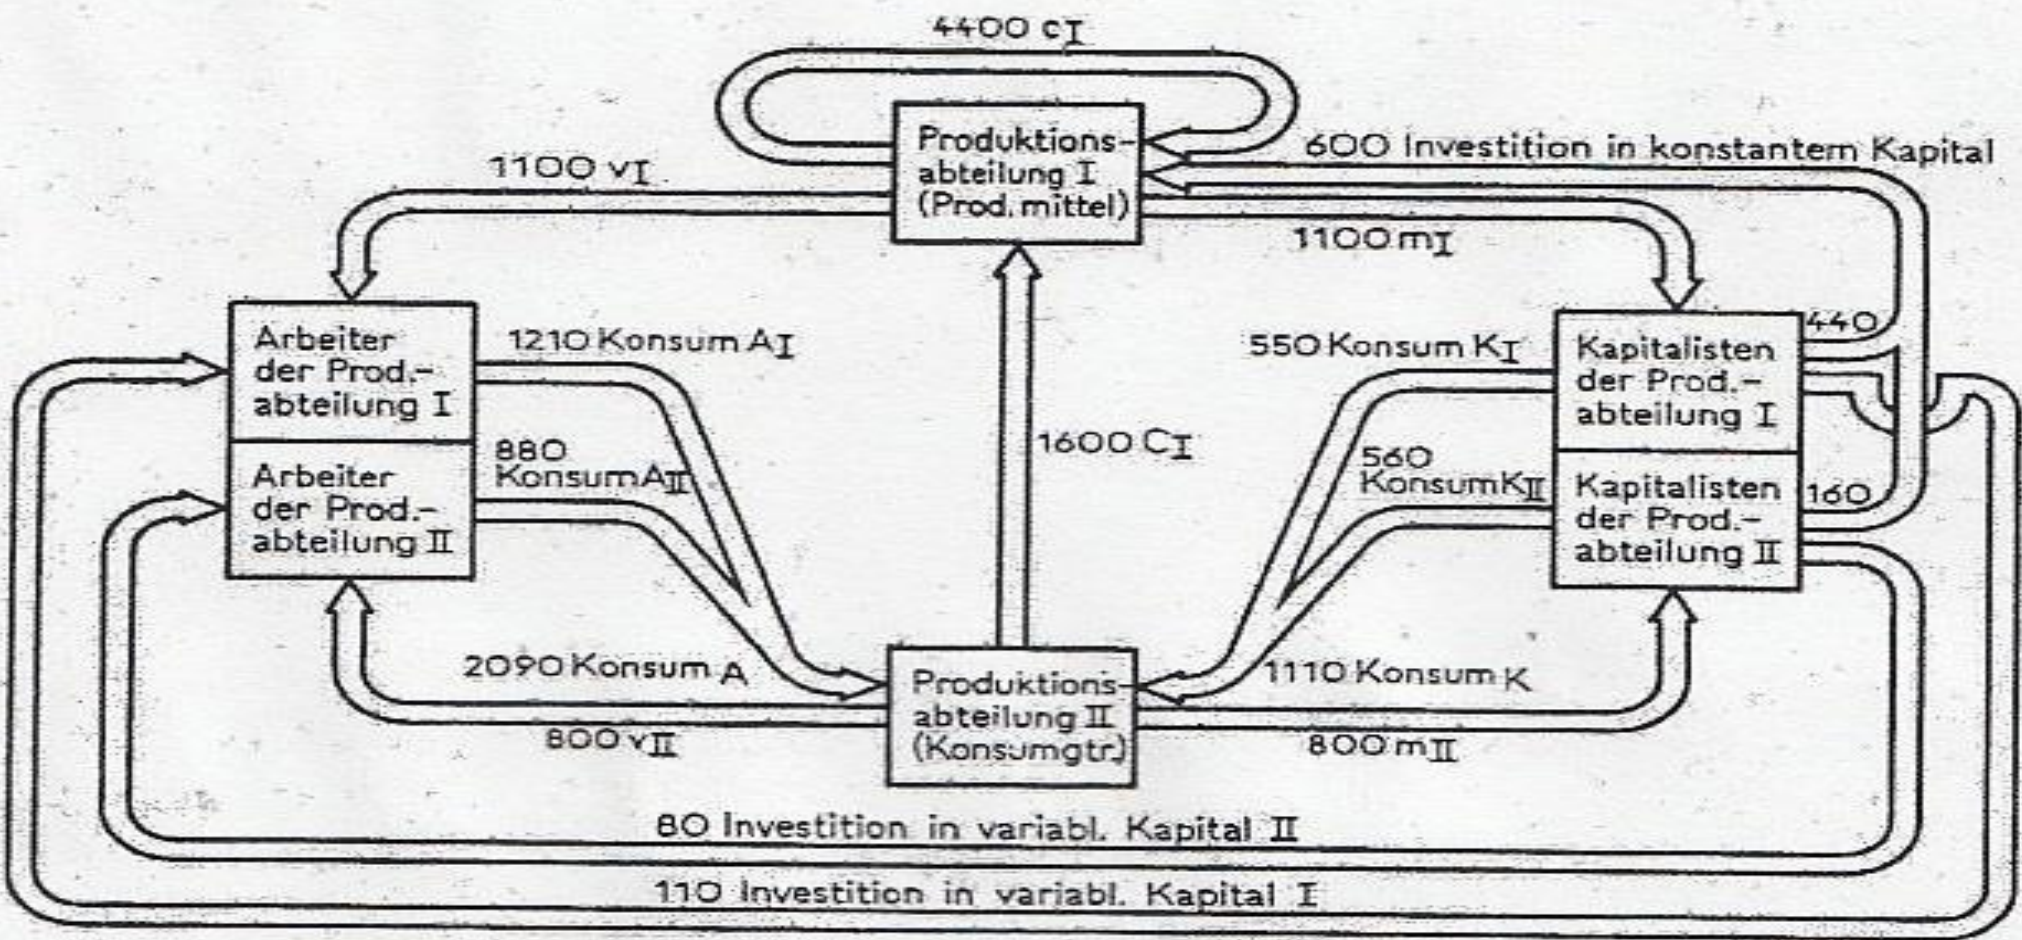 4400 cI
Produktions-
abteilung I
(Prod. mittel)
1100 vI
600 Investition in konstantem Kapital
1100 mI
Arbeiter
der Prod.-
abteilung I
1210 Konsum AI
550 Konsum KI
440
Kapitalisten
der Prod.-
abteilung I
Arbeiter
der Prod.-
abteilung II
880
Konsum AII
1600 CI
560
Konsum KII
Kapitalisten
der Prod.-
abteilung II
160
2090 Konsum A
Produktions-
abteilung II
(Konsumgtr.)
1110 Konsum K
800 vII
800 mII
80 Investition in variabl. Kapital II
110 Investition in variabl. Kapital I